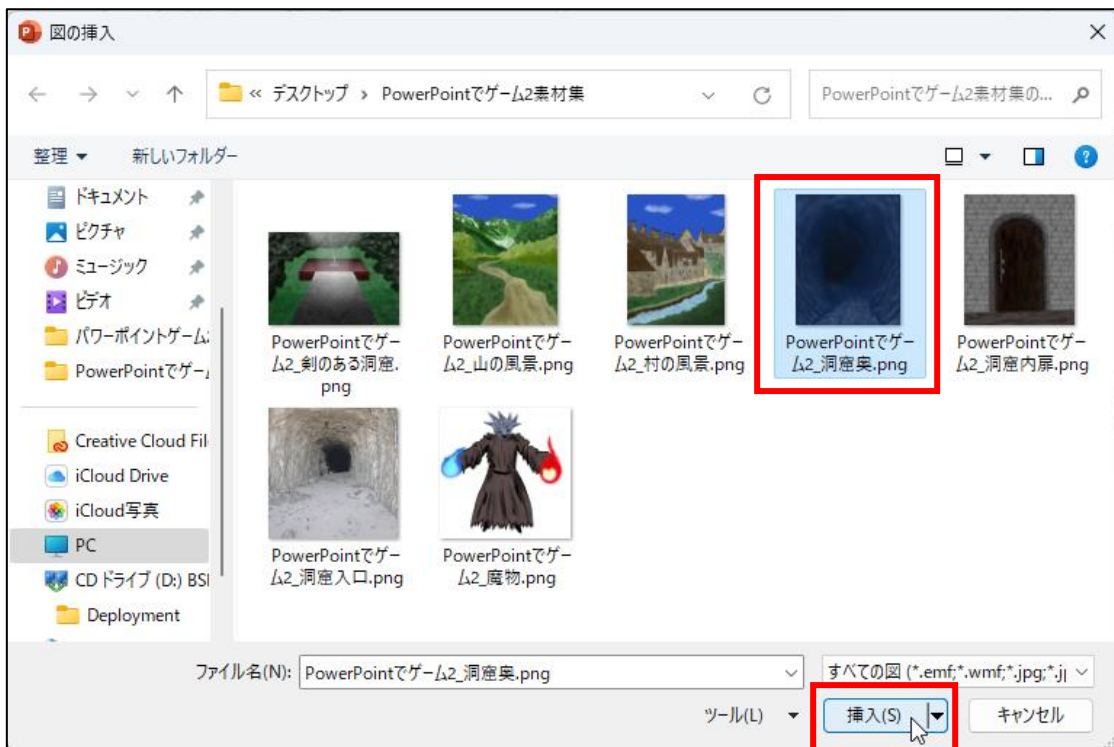 図の挿入
« デスクトップ › PowerPointでゲーム2素材集
PowerPointでゲーム2素材集の...
整理
新しいフォルダー
ドキュメント
ピクチャ
ミュージック
ビデオ
パワーポイントゲーム
PowerPointでゲー
Creative Cloud Fil
iCloud Drive
iCloud写真
PC
CD ドライブ (D:) BS
Deployment
PowerPointでゲー
ム2_剣のある洞窟.
png
PowerPointでゲー
ム2_山の風景.png
PowerPointでゲー
ム2_村の風景.png
PowerPointでゲー
ム2_洞窟奥.png
PowerPointでゲー
ム2_洞窟内扉.png
PowerPointでゲー
ム2_洞窟入口.png
PowerPointでゲー
ム2_魔物.png
ファイル名(N): PowerPointでゲーム2_洞窟奥.png
すべての図 (*.emf;*.wmf;*.jpg;*.j
ツール(L)
挿入(S)
キャンセル